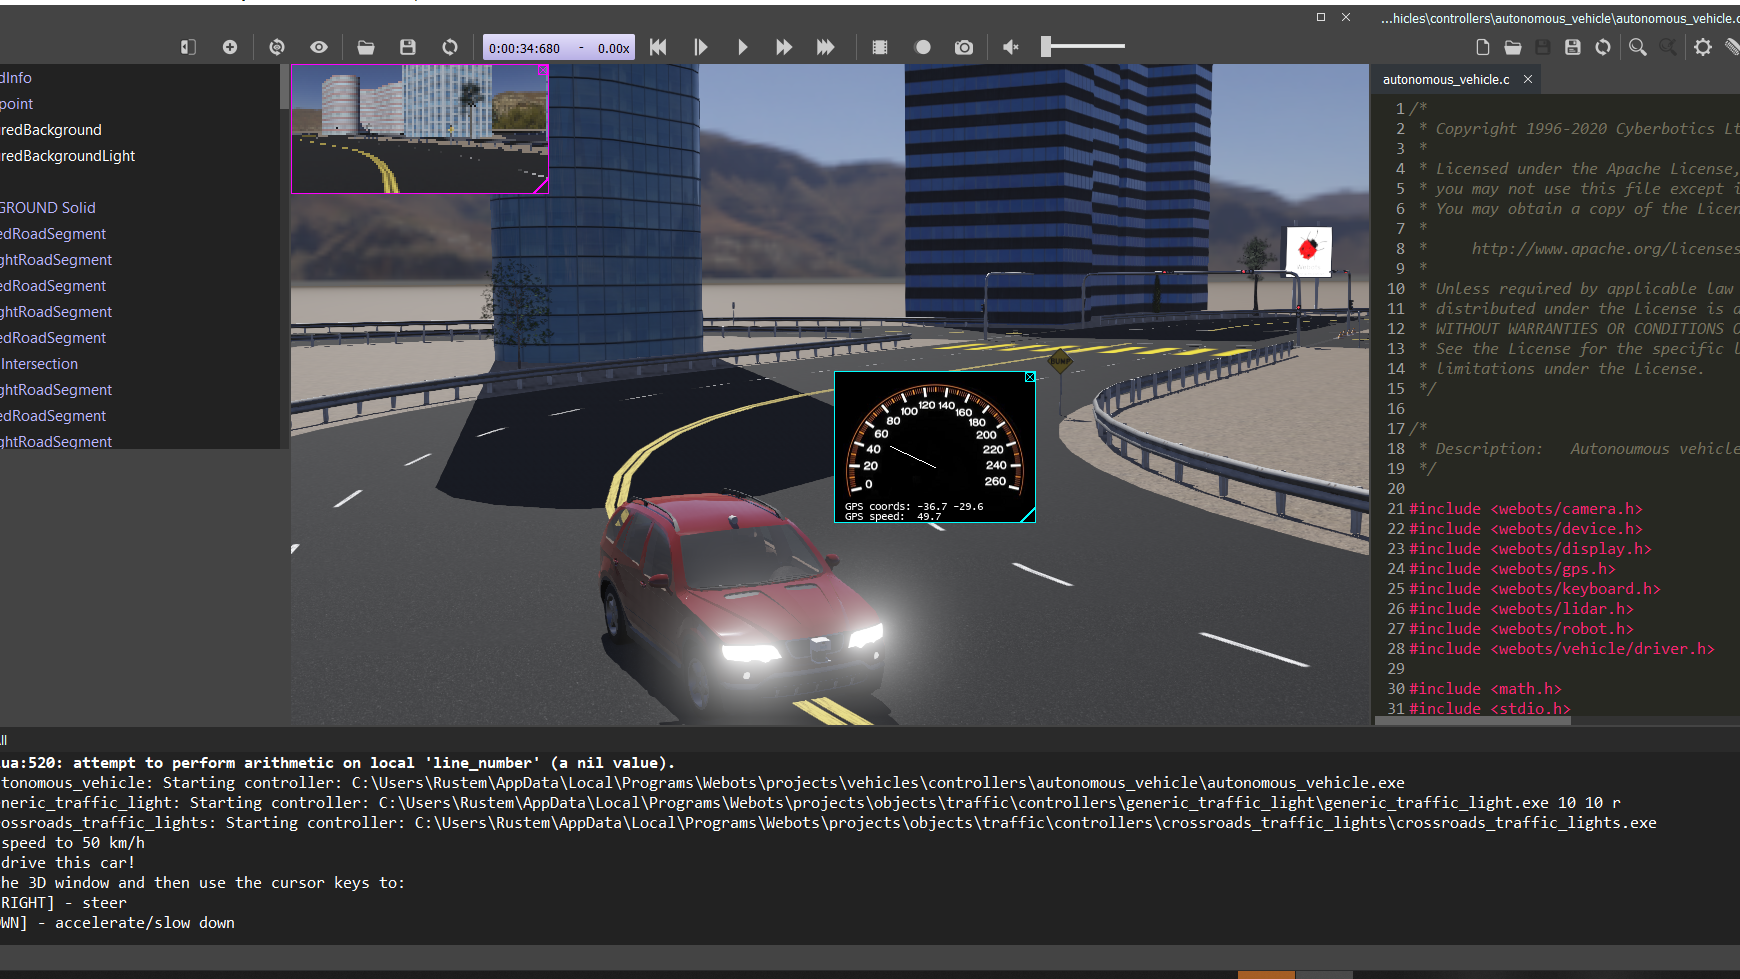 ...hicles\controllers\autonomous_vehicle\autonomous_vehicle.c
0:00:34:680 - 0.00x
dInfo
point
redBackground
redBackgroundLight
GROUND Solid
edRoadSegment
ghtRoadSegment
edRoadSegment
ghtRoadSegment
edRoadSegment
Intersection
ghtRoadSegment
edRoadSegment
ghtRoadSegment
BUMP
0 20 40 60 80 100 120 140 160 180 200 220 240 260
GPS coords: -36.7 -29.6
GPS speed: 49.7
autonomous_vehicle.c
1 /*
2 * Copyright 1996-2020 Cyberbotics Lt
3 *
4 * Licensed under the Apache License,
5 * you may not use this file except i
6 * You may obtain a copy of the Licen
7 *
8 * http://www.apache.org/licenses
9 *
10 * Unless required by applicable law
11 * distributed under the License is d
12 * WITHOUT WARRANTIES OR CONDITIONS O
13 * See the License for the specific l
14 * limitations under the License.
15 */
16
17 /*
18 * Description: Autonoumous vehicle
19 */
20
21 #include <webots/camera.h>
22 #include <webots/device.h>
23 #include <webots/display.h>
24 #include <webots/gps.h>
25 #include <webots/keyboard.h>
26 #include <webots/lidar.h>
27 #include <webots/robot.h>
28 #include <webots/vehicle/driver.h>
29
30 #include <math.h>
31 #include <stdio.h>
ll
ua:520: attempt to perform arithmetic on local 'line_number' (a nil value).
tonomous_vehicle: Starting controller: C:\Users\Rustem\AppData\Local\Programs\Webots\projects\vehicles\controllers\autonomous_vehicle\autonomous_vehicle.exe
neric_traffic_light: Starting controller: C:\Users\Rustem\AppData\Local\Programs\Webots\projects\objects\traffic\controllers\generic_traffic_light\generic_traffic_light.exe 10 10 r
ossroads_traffic_lights: Starting controller: C:\Users\Rustem\AppData\Local\Programs\Webots\projects\objects\traffic\controllers\crossroads_traffic_lights\crossroads_traffic_lights.exe
speed to 50 km/h
drive this car!
he 3D window and then use the cursor keys to:
RIGHT] - steer
WN] - accelerate/slow down